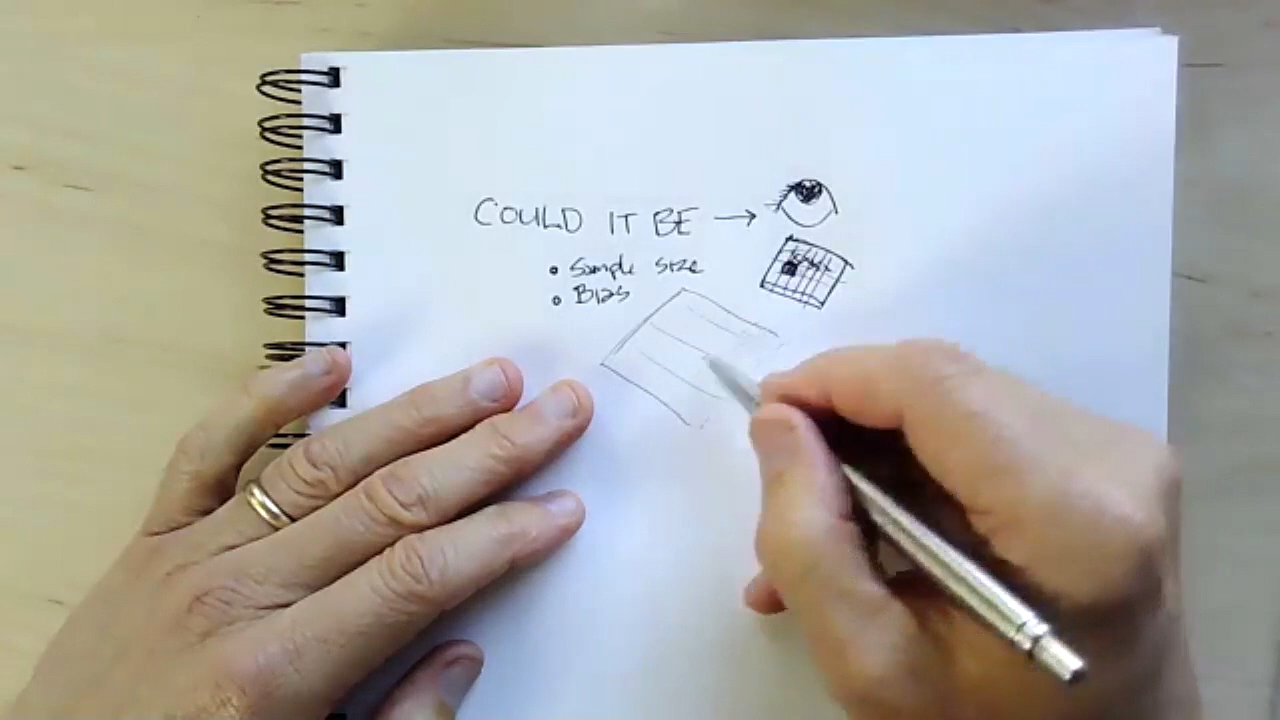 COULD IT BE →
• Sample size
• Bias